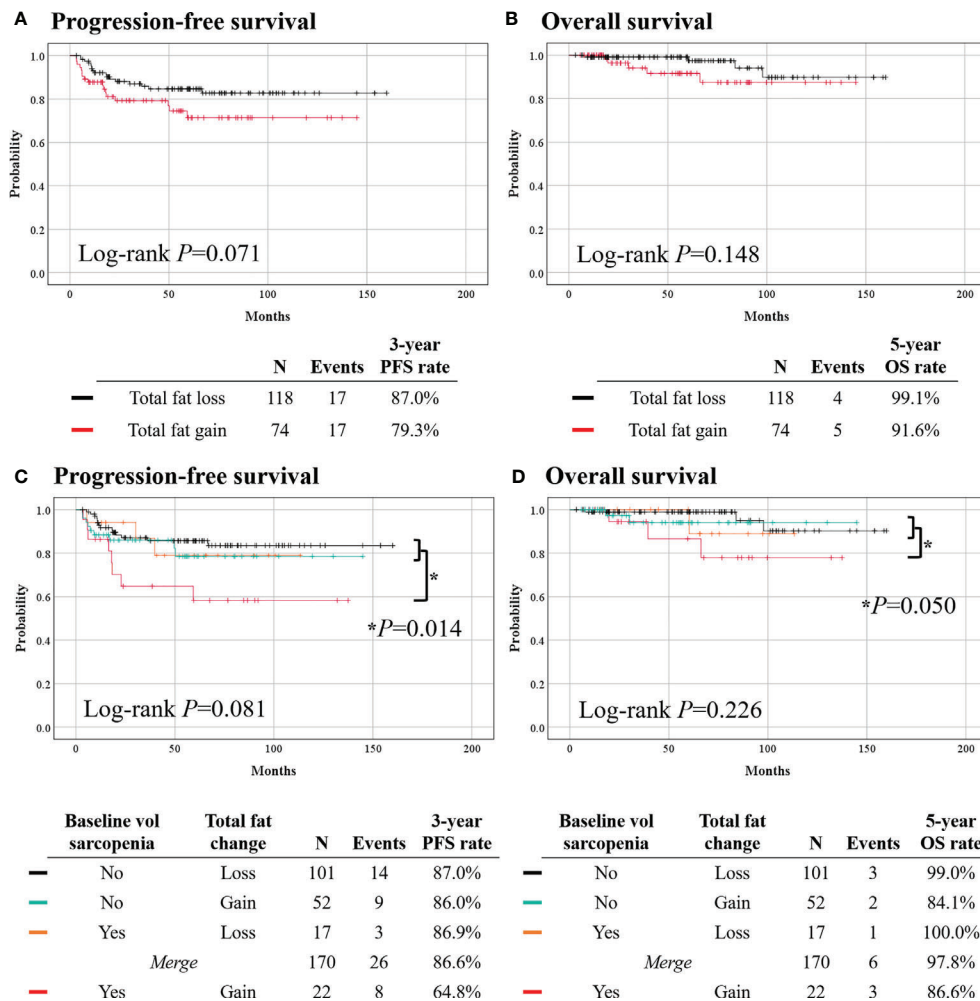 A Progression-free survival
1.0
0.8
0.6
0.4
0.2
0.0
Probability
Log-rank P=0.071
0 50 100 150 200
Months
N Events 3-year PFS rate
Total fat loss 118 17 87.0%
Total fat gain 74 17 79.3%
B Overall survival
1.0
0.8
0.6
0.4
0.2
0.0
Probability
Log-rank P=0.148
0 50 100 150 200
Months
N Events 5-year OS rate
Total fat loss 118 4 99.1%
Total fat gain 74 5 91.6%
C Progression-free survival
1.0
0.8
0.6
0.4
0.2
0.0
Probability
*
*P=0.014
Log-rank P=0.081
0 50 100 150 200
Months
Baseline vol sarcopenia Total fat change N Events 3-year PFS rate
No Loss 101 14 87.0%
No Gain 52 9 86.0%
Yes Loss 17 3 86.9%
Merge 170 26 86.6%
Yes Gain 22 8 64.8%
D Overall survival
1.0
0.8
0.6
0.4
0.2
0.0
Probability
*
*P=0.050
Log-rank P=0.226
0 50 100 150 200
Months
Baseline vol sarcopenia Total fat change N Events 5-year OS rate
No Loss 101 3 99.0%
No Gain 52 2 84.1%
Yes Loss 17 1 100.0%
Merge 170 6 97.8%
Yes Gain 22 3 86.6%